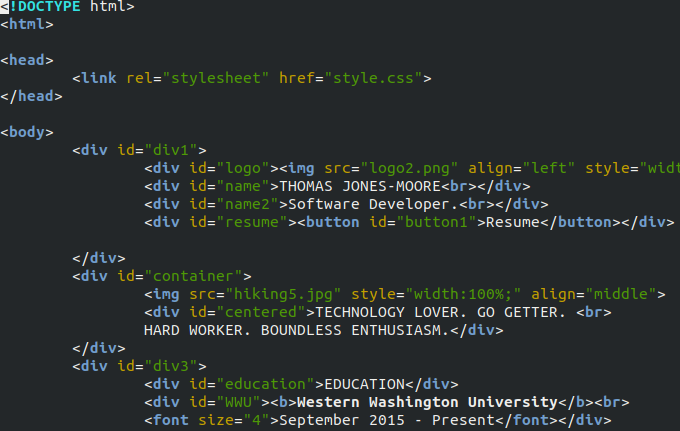 <!DOCTYPE html>
<html>
<head>
<link rel="stylesheet" href="style.css">
</head>
<body>
<div id="div1">
<div id="logo"><img src="logo2.png" align="left" style="widt
<div id="name">THOMAS JONES-MOORE<br></div>
<div id="name2">Software Developer.<br></div>
<div id="resume"><button id="button1">Resume</button></div>
</div>
<div id="container">
<img src="hiking5.jpg" style="width:100%;" align="middle">
<div id="centered">TECHNOLOGY LOVER. GO GETTER. <br>
HARD WORKER. BOUNDLESS ENTHUSIASM.</div>
</div>
<div id="div3">
<div id="education">EDUCATION</div>
<div id="WWU"><b>Western Washington University</b><br>
<font size="4">September 2015 - Present</font></div>